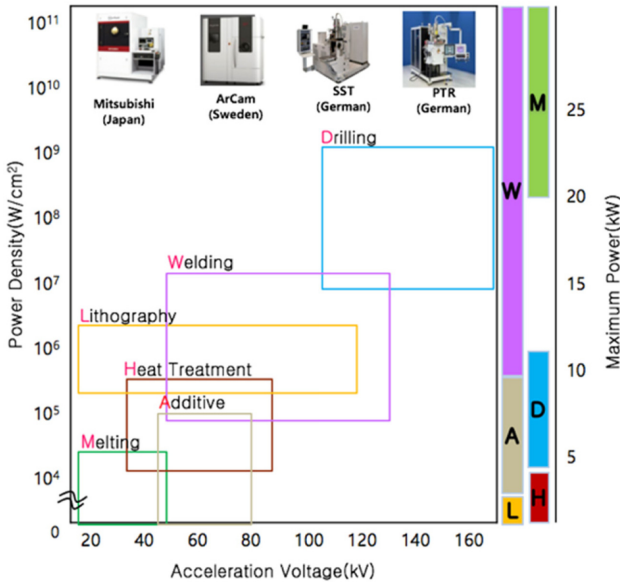 10¹¹
10¹⁰
10⁹
10⁸
10⁷
10⁶
10⁵
10⁴
0
Power Density(W/cm²)
Mitsubishi
(Japan)
ArCam
(Sweden)
SST
(German)
PTR
(German)
Drilling
Welding
Lithography
Heat Treatment
Additive
Melting
20 40 60 80 100 120 140 160
Acceleration Voltage(kV)
W
A
L
M
D
H
25
20
15
10
5
Maximum Power(kW)